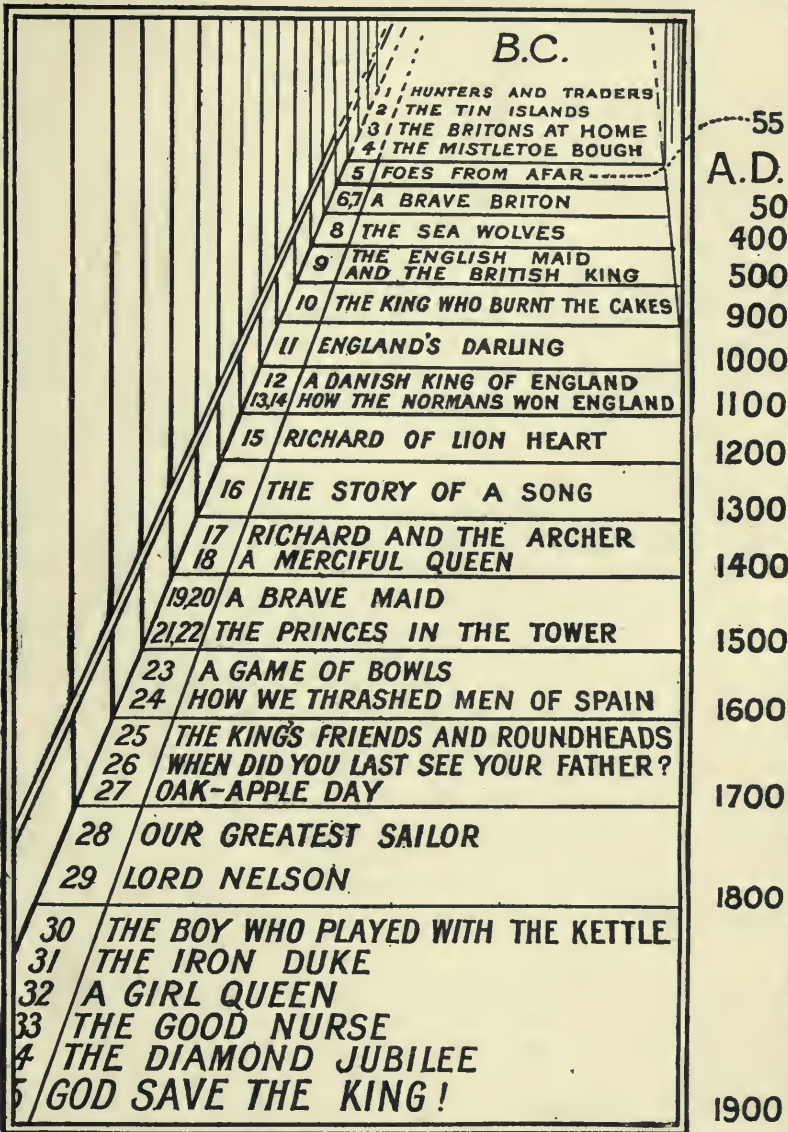 B.C.
1 HUNTERS AND TRADERS
2 THE TIN ISLANDS
3 THE BRITONS AT HOME
55
4 THE MISTLETOE BOUGH
5 FOES FROM AFAR
A.D.
6,7 A BRAVE BRITON
50
8 THE SEA WOLVES
400
9 THE ENGLISH MAID
AND THE BRITISH KING
500
10 THE KING WHO BURNT THE CAKES
900
11 ENGLAND'S DARLING
1000
12 A DANISH KING OF ENGLAND
13,14 HOW THE NORMANS WON ENGLAND
1100
15 RICHARD OF LION HEART
1200
16 THE STORY OF A SONG
1300
17 RICHARD AND THE ARCHER
18 A MERCIFUL QUEEN
1400
19,20 A BRAVE MAID
21,22 THE PRINCES IN THE TOWER
1500
23 A GAME OF BOWLS
24 HOW WE THRASHED MEN OF SPAIN
1600
25 THE KING'S FRIENDS AND ROUNDHEADS
26 WHEN DID YOU LAST SEE YOUR FATHER?
27 OAK-APPLE DAY
1700
28 OUR GREATEST SAILOR
29 LORD NELSON
1800
30 THE BOY WHO PLAYED WITH THE KETTLE
31 THE IRON DUKE
32 A GIRL QUEEN
33 THE GOOD NURSE
4 THE DIAMOND JUBILEE
5 GOD SAVE THE KING!
1900